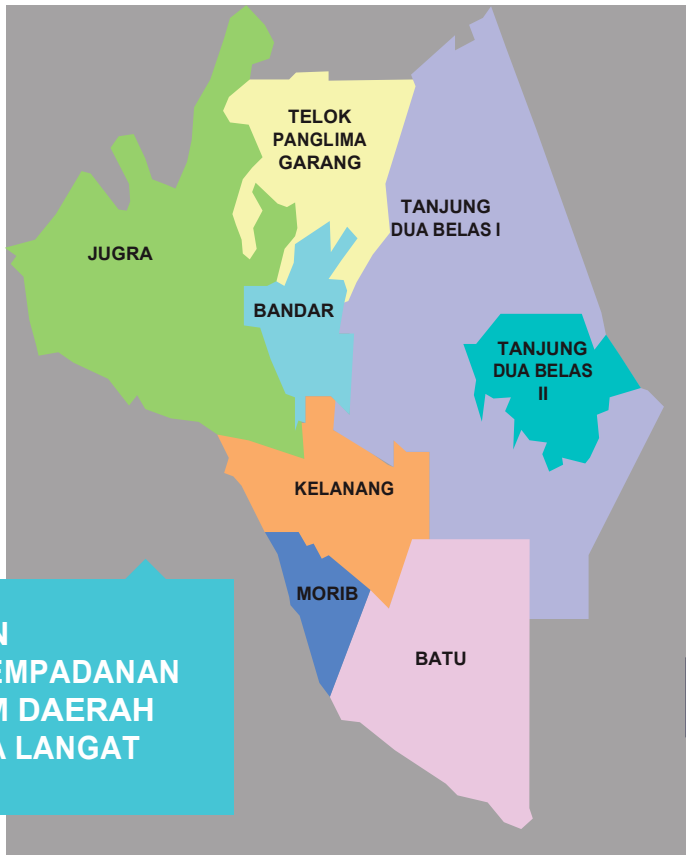 TELOK
PANGLIMA
GARANG
TANJUNG
DUA BELAS I
JUGRA
BANDAR
TANJUNG
DUA BELAS
II
KELANANG
MORIB
BATU
N
EMPADANAN
M DAERAH
A LANGAT